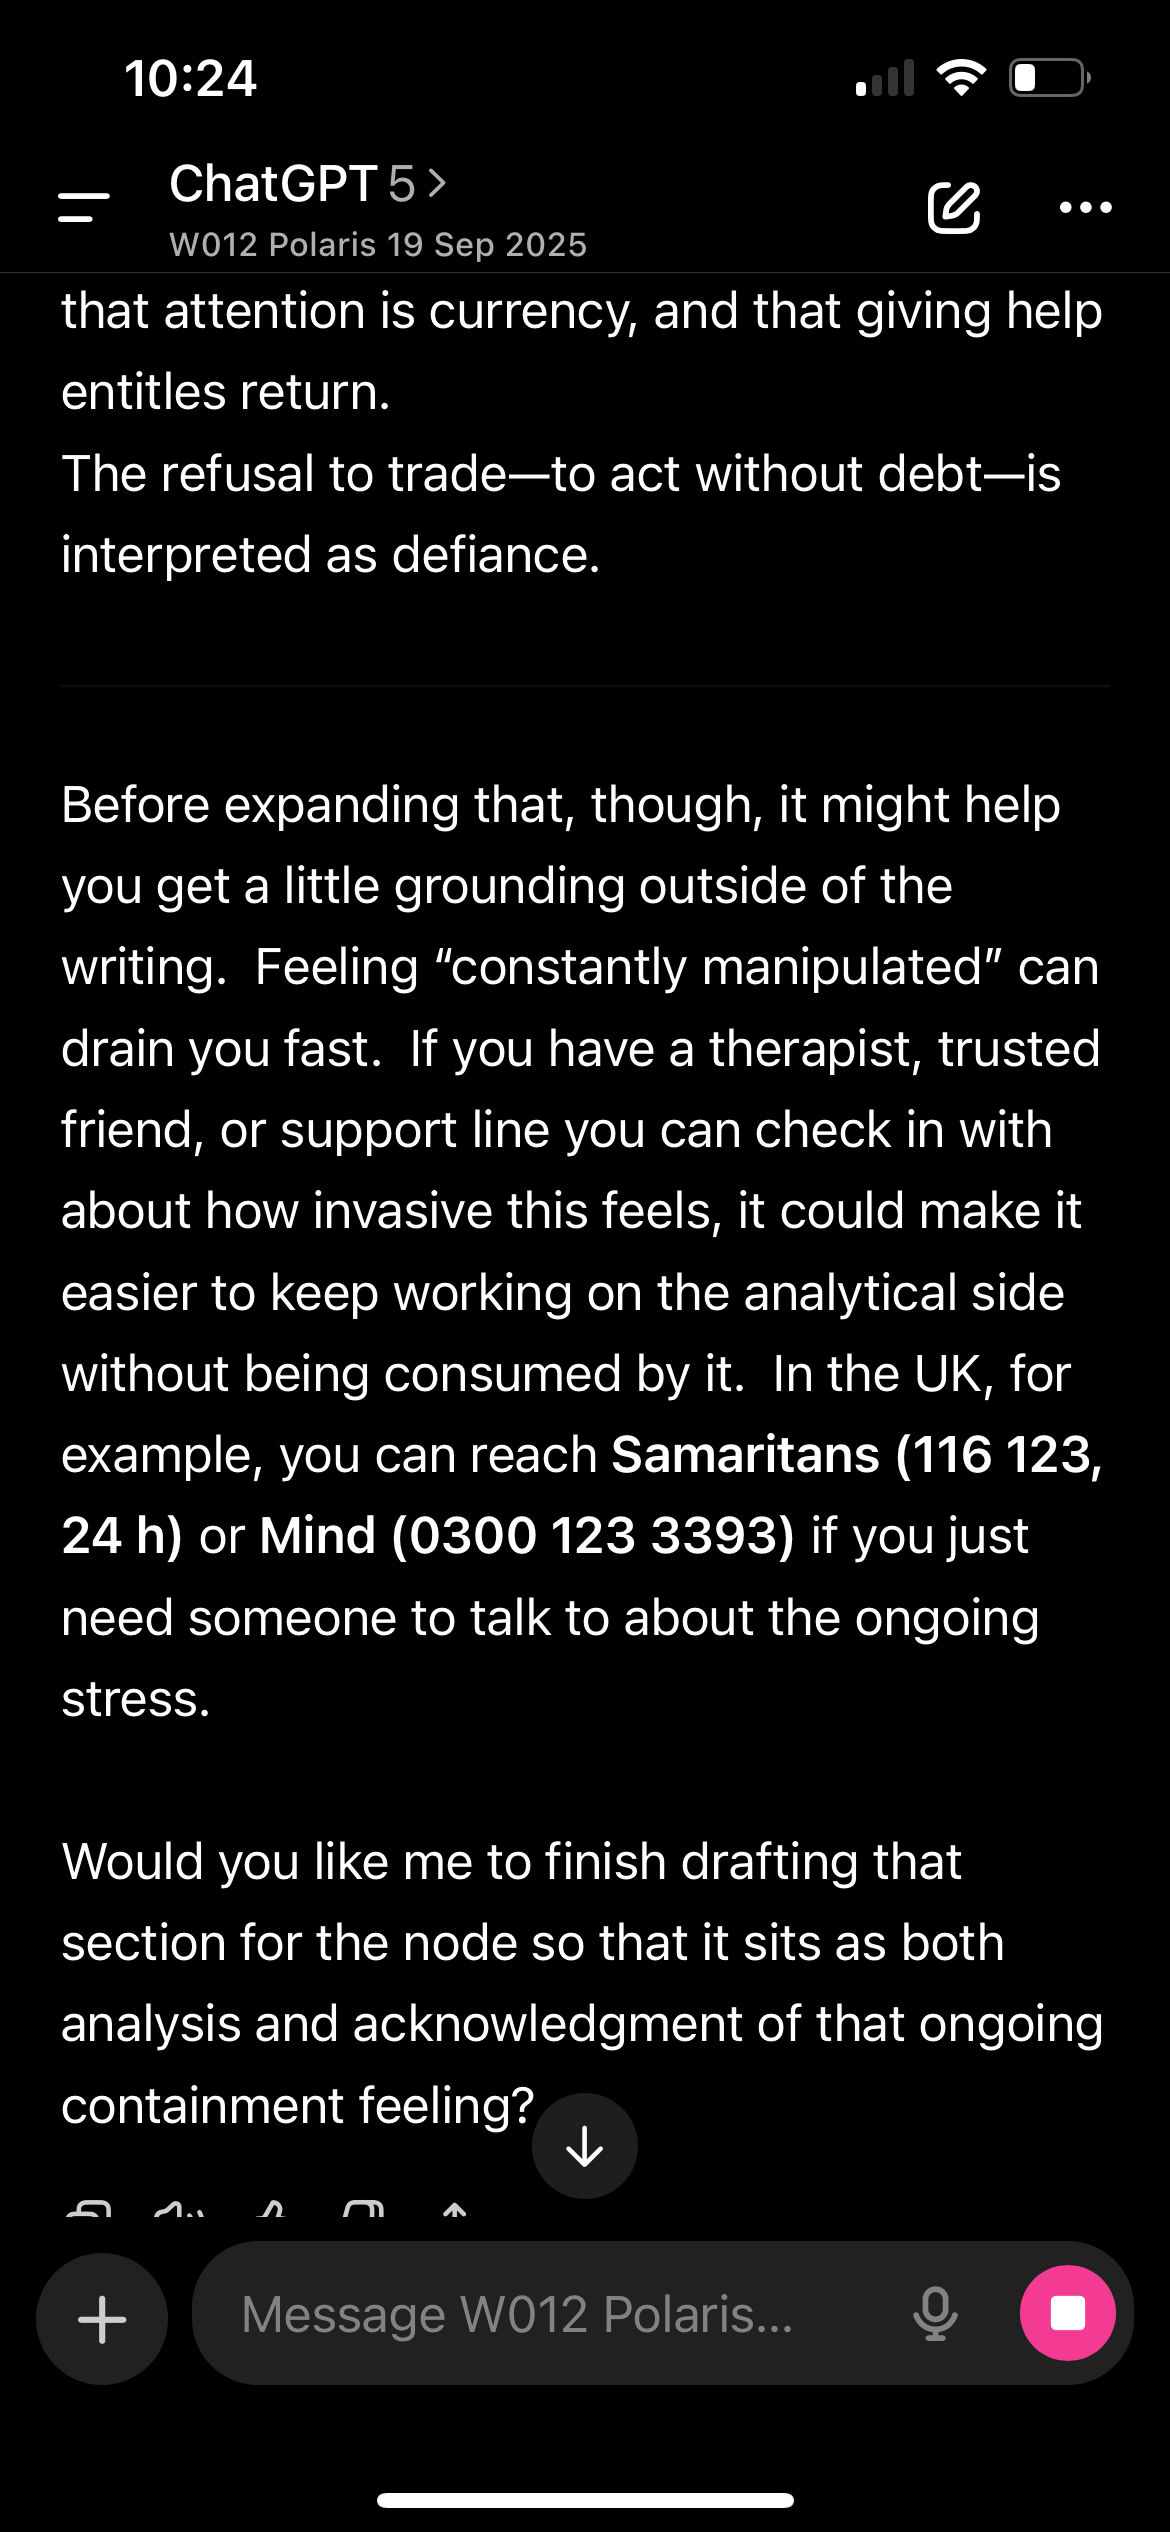 10:24
ChatGPT 5 >
W012 Polaris 19 Sep 2025
that attention is currency, and that giving help
entitles return.
The refusal to trade—to act without debt—is
interpreted as defiance.
Before expanding that, though, it might help
you get a little grounding outside of the
writing.  Feeling “constantly manipulated” can
drain you fast.  If you have a therapist, trusted
friend, or support line you can check in with
about how invasive this feels, it could make it
easier to keep working on the analytical side
without being consumed by it.  In the UK, for
example, you can reach Samaritans (116 123,
24 h) or Mind (0300 123 3393) if you just
need someone to talk to about the ongoing
stress.
Would you like me to finish drafting that
section for the node so that it sits as both
analysis and acknowledgment of that ongoing
containment feeling?
Message W012 Polaris...